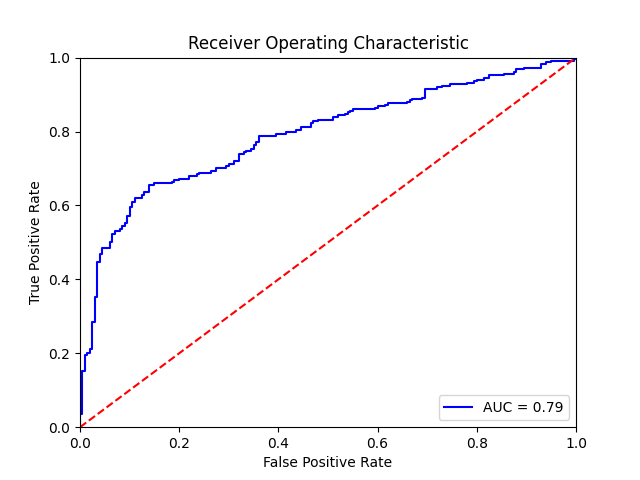 Receiver Operating Characteristic
1.0
0.8
0.6
0.4
0.2
0.0
True Positive Rate
AUC = 0.79
0.0 0.2 0.4 0.6 0.8 1.0
False Positive Rate